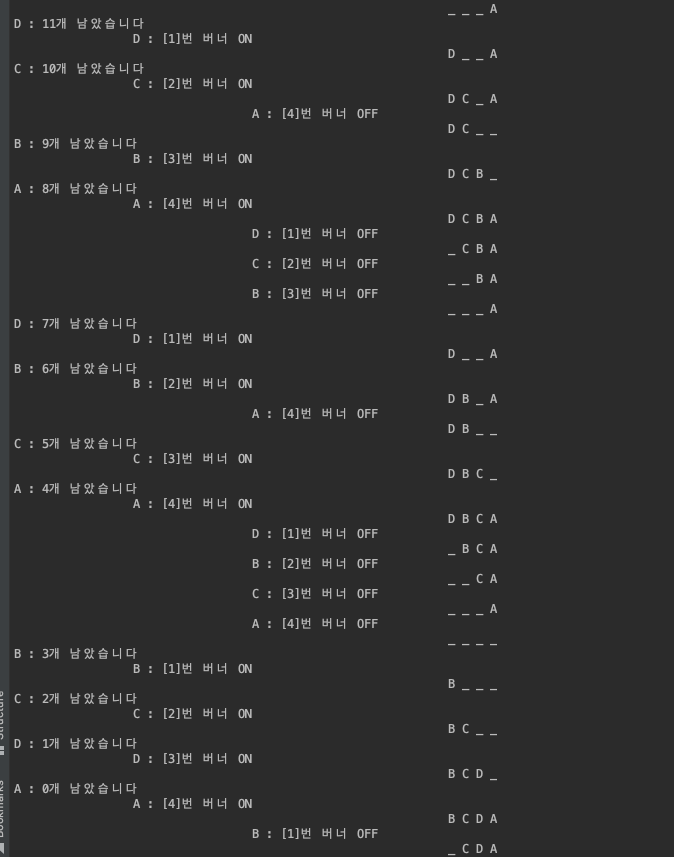 _ _ _ A
D : 11개 남았습니다
D : [1]번 버너 ON
D _ _ A
C : 10개 남았습니다
C : [2]번 버너 ON
D C _ A
A : [4]번 버너 OFF
D C _ _
B : 9개 남았습니다
B : [3]번 버너 ON
D C B _
A : 8개 남았습니다
A : [4]번 버너 ON
D C B A
D : [1]번 버너 OFF
_ C B A
C : [2]번 버너 OFF
_ _ B A
B : [3]번 버너 OFF
_ _ _ A
D : 7개 남았습니다
D : [1]번 버너 ON
D _ _ A
B : 6개 남았습니다
B : [2]번 버너 ON
D B _ A
A : [4]번 버너 OFF
D B _ _
C : 5개 남았습니다
C : [3]번 버너 ON
D B C _
A : 4개 남았습니다
A : [4]번 버너 ON
D B C A
D : [1]번 버너 OFF
_ B C A
B : [2]번 버너 OFF
_ _ C A
C : [3]번 버너 OFF
_ _ _ A
A : [4]번 버너 OFF
_ _ _ _
B : 3개 남았습니다
B : [1]번 버너 ON
B _ _ _
C : 2개 남았습니다
C : [2]번 버너 ON
B C _ _
D : 1개 남았습니다
D : [3]번 버너 ON
B C D _
A : 0개 남았습니다
A : [4]번 버너 ON
B C D A
B : [1]번 버너 OFF
_ C D A
Structure
Bookmarks